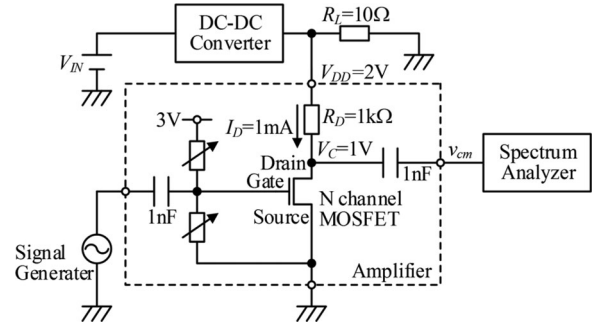 DC-DC
Converter
R_L=10Ω
V_IN
V_DD=2V
3V
I_D=1mA
R_D=1kΩ
V_C=1V
v_cm
Drain
Gate
1nF
1nF
Spectrum
Analyzer
Source
N channel
MOSFET
Signal
Generater
Amplifier